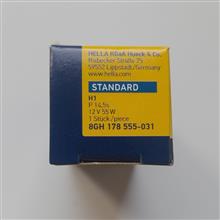 HELLA KGaA Hueck & Co.
Rixbecker Straße 75
59552 Lippstadt/Germany
www.hella.com
STANDARD
H1
P 14,5s
12 V 55 W
1 Stück/piece
8GH 178 555-031